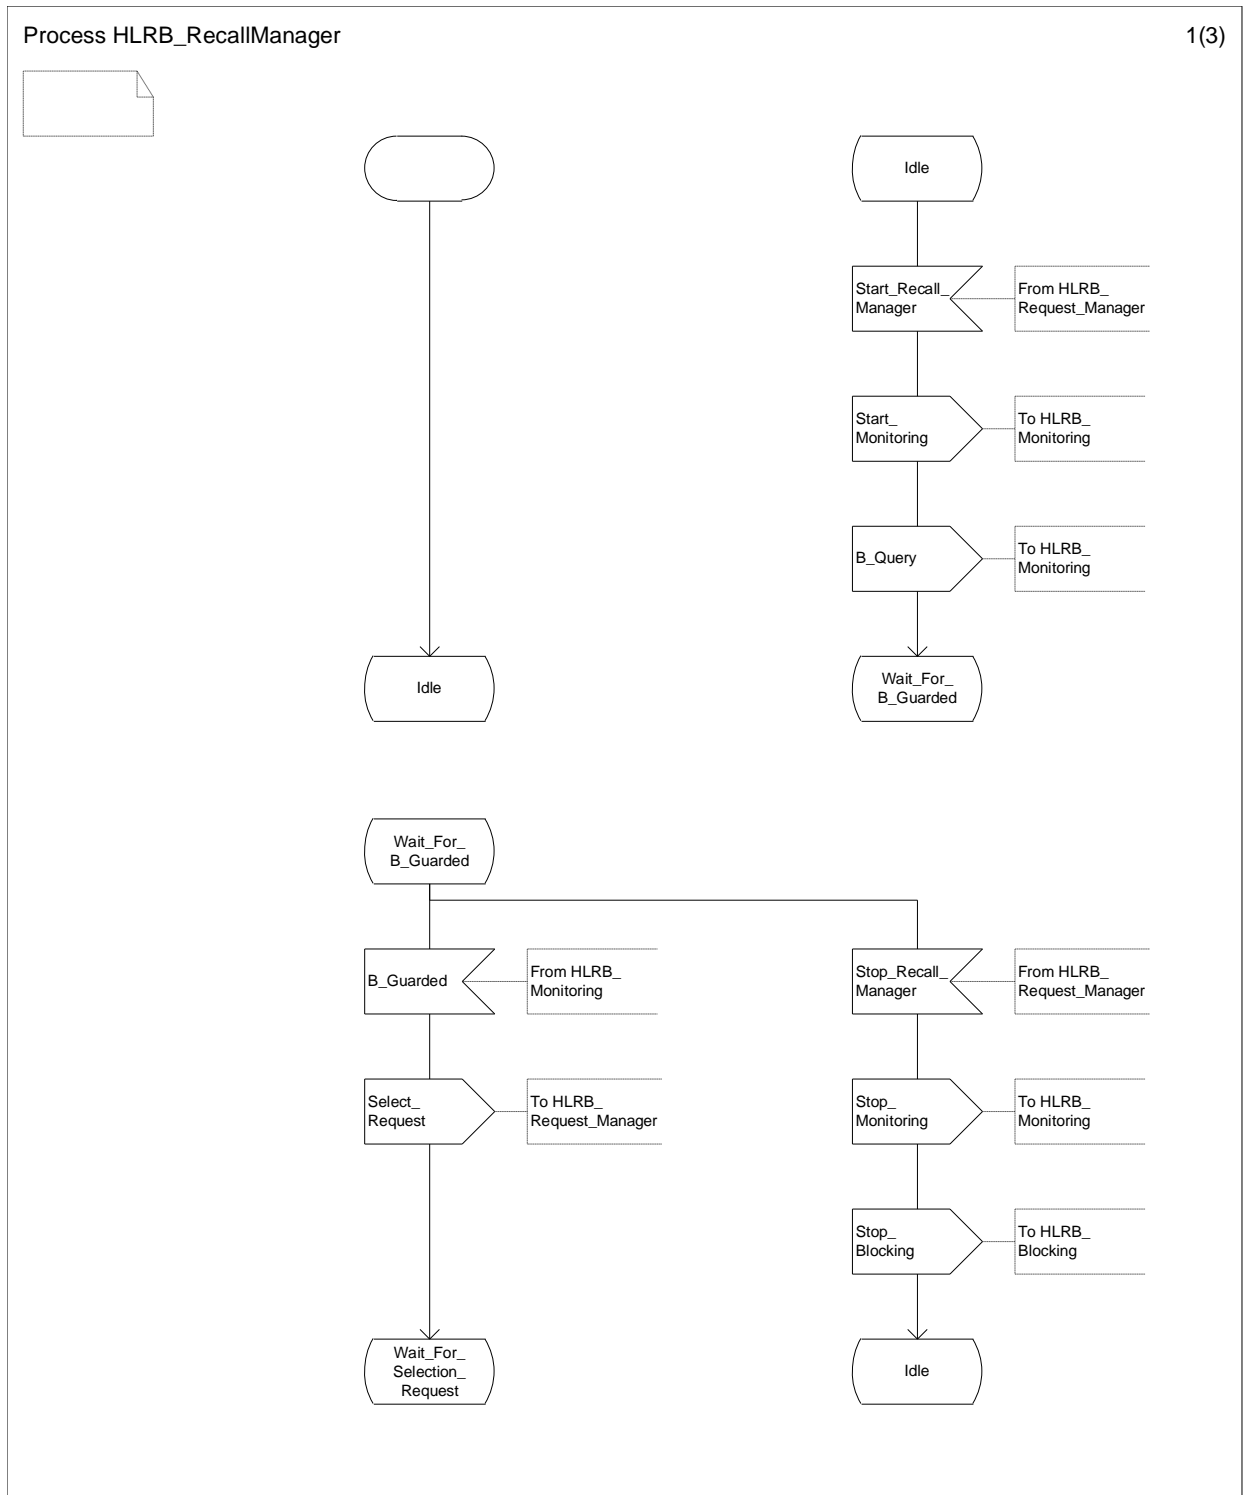 Process HLRB_RecallManager
1(3)
Idle
Start_Recall_
Manager
From HLRB_
Request_Manager
Start_
Monitoring
To HLRB_
Monitoring
B_Query
To HLRB_
Monitoring
Idle
Wait_For_
B_Guarded
Wait_For_
B_Guarded
B_Guarded
From HLRB_
Monitoring
Stop_Recall_
Manager
From HLRB_
Request_Manager
Select_
Request
To HLRB_
Request_Manager
Stop_
Monitoring
To HLRB_
Monitoring
Stop_
Blocking
To HLRB_
Blocking
Wait_For_
Selection_
Request
Idle